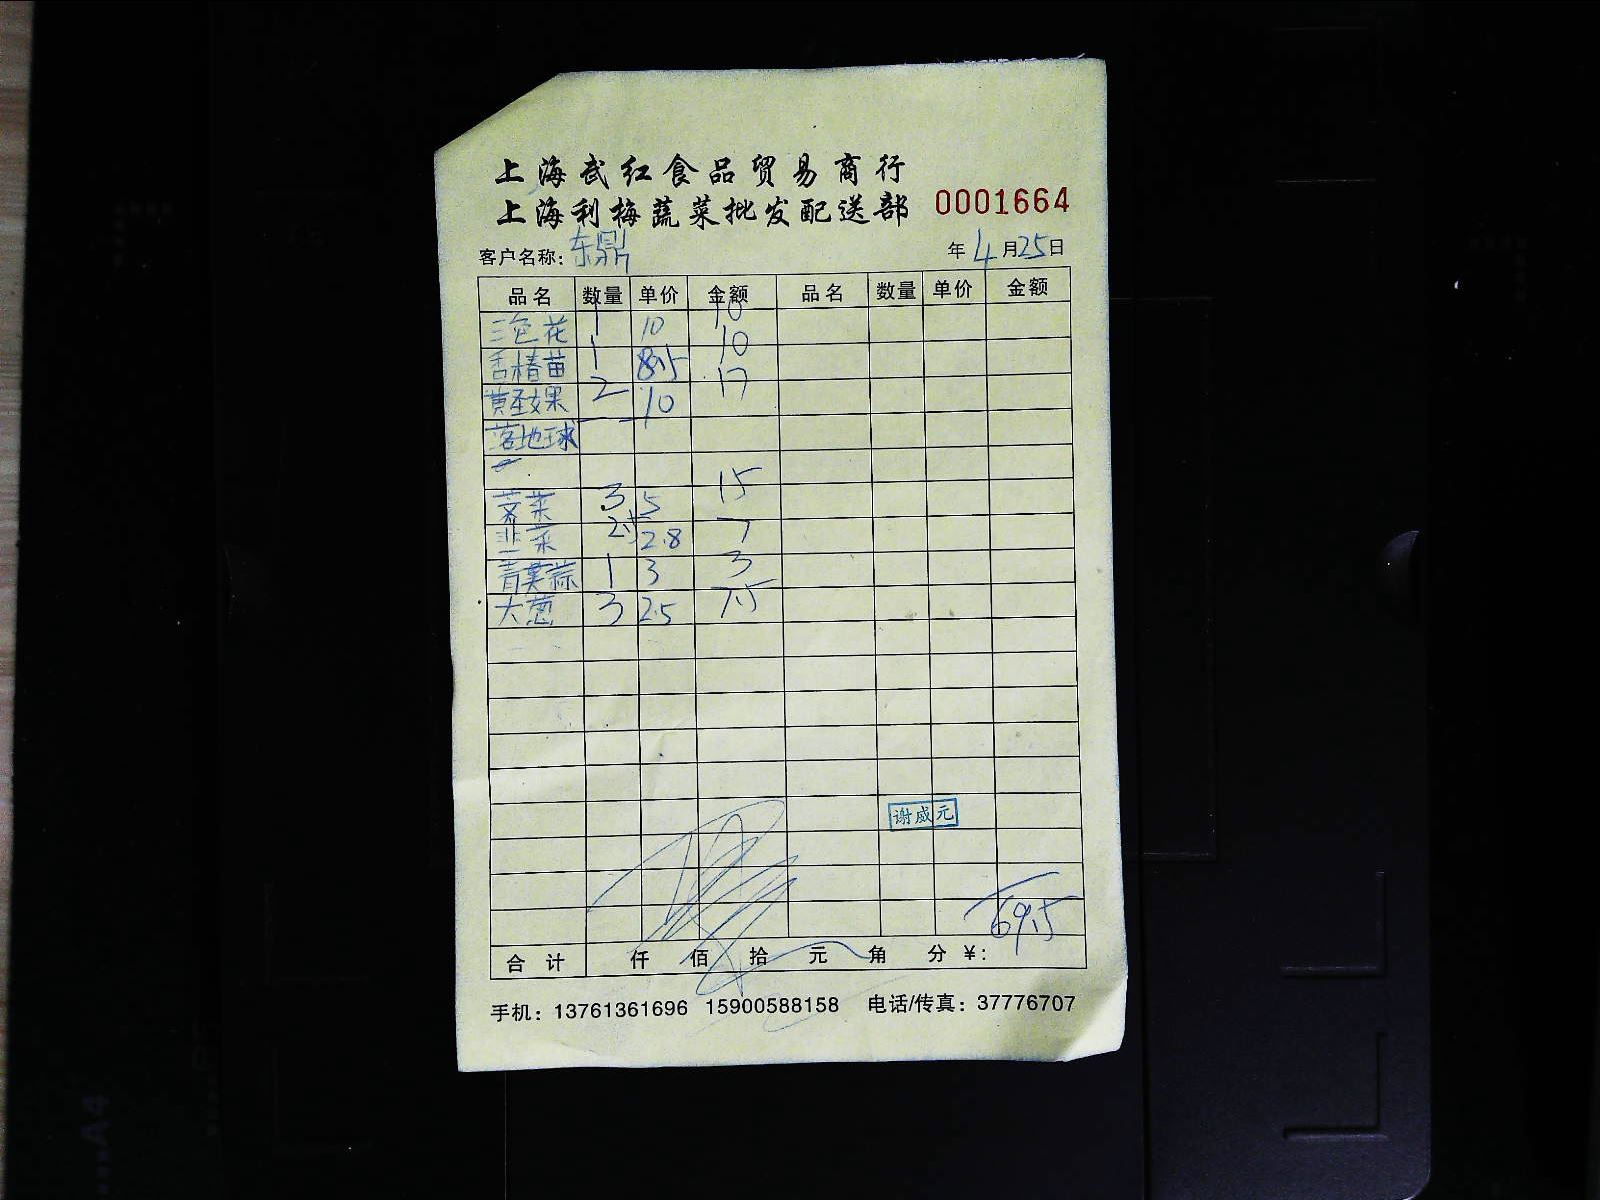 上海武红食品贸易商行
上海利梅蔬菜批发配送部 0001664
客户名称: 东鼎 年 4 月 25 日
品名 数量 单价 金额 品名 数量 单价 金额
三色花 1 10 10
香椿苗 1 8.5 10
黄圣女果 2 10 17
落地球
荠菜 3 5 15
韭菜 2.5 2.8 7
青美蒜 1 3 3
大葱 3 2.5 7.5
谢威元
69.5
合计 仟 佰 拾 元 角 分 ¥:
手机: 13761361696 15900588158 电话/传真: 37776707